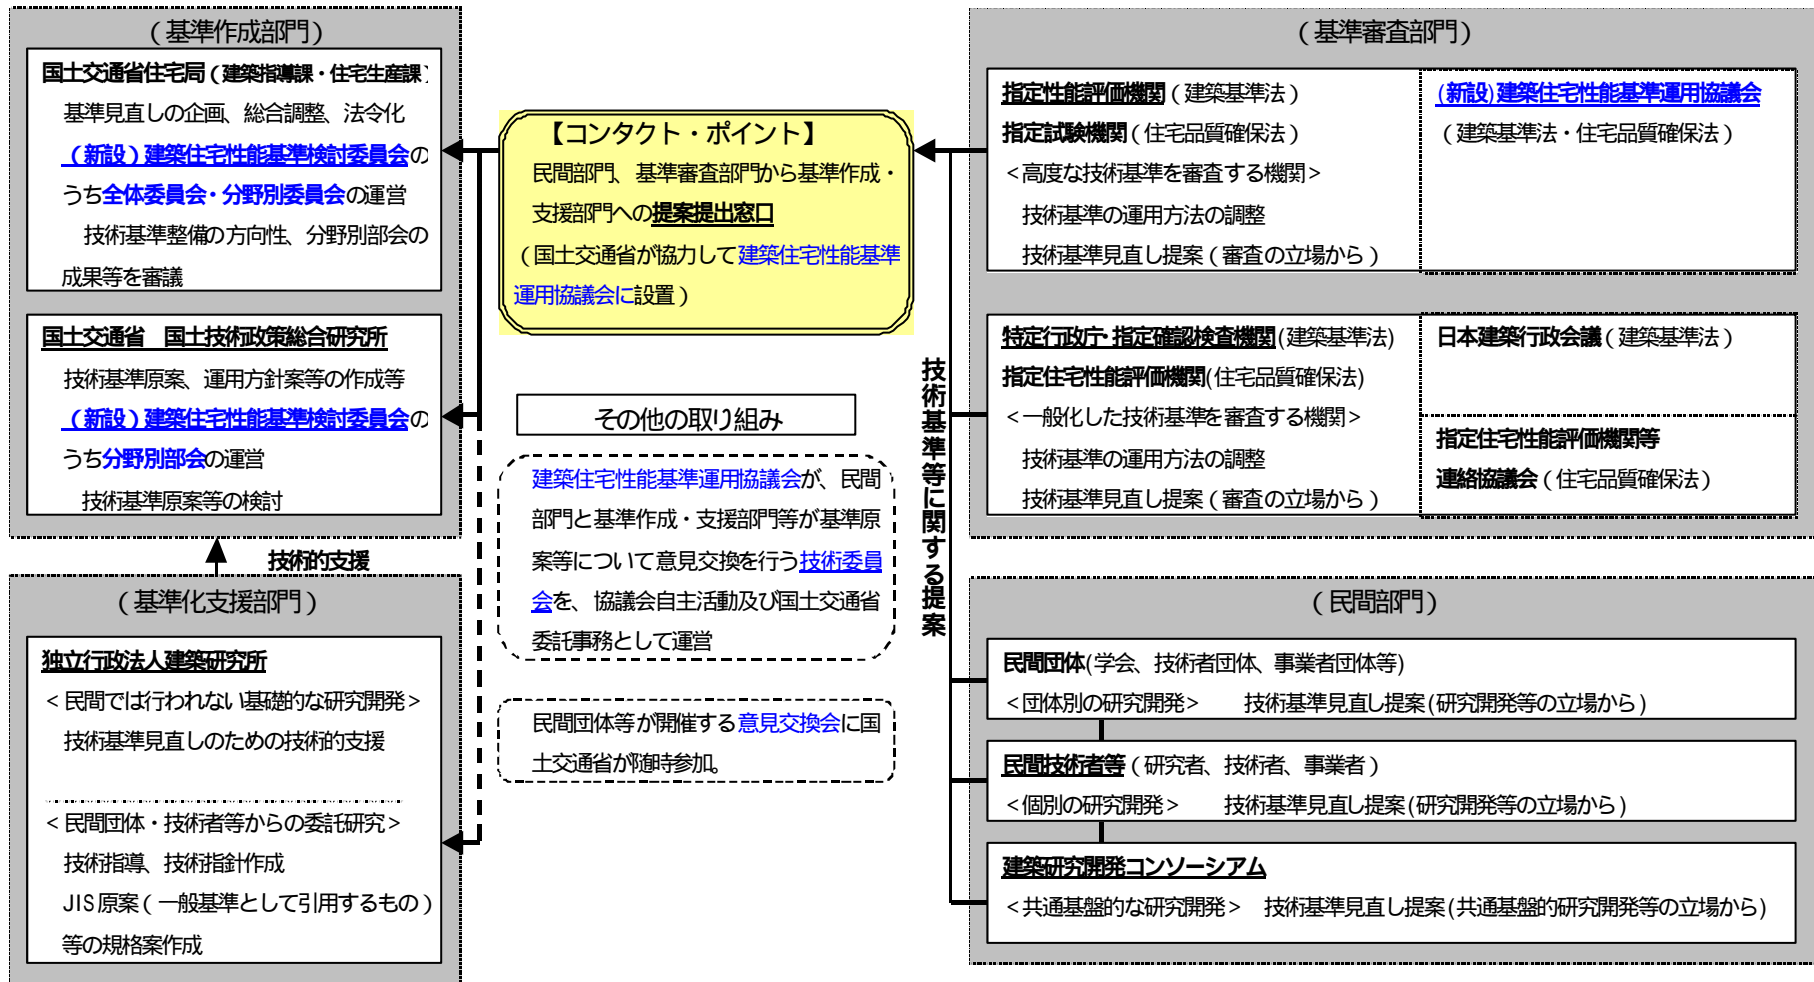 （基準作成部門）
国土交通省住宅局（建築指導課・住宅生産課）
基準見直しの企画、総合調整、法令化
（新設）建築住宅性能基準検討委員会の
うち全体委員会・分野別委員会の運営
技術基準整備の方向性、分野別部会の
成果等を審議
国土交通省　国土技術政策総合研究所
技術基準原案、運用方針案等の作成等
（新設）建築住宅性能基準検討委員会の
うち分野別部会の運営
技術基準原案等の検討
技術的支援
（基準化支援部門）
独立行政法人建築研究所
＜民間では行われない基礎的な研究開発＞
技術基準見直しのための技術的支援
＜民間団体・技術者等からの委託研究＞
技術指導、技術指針作成
JIS原案（一般基準として引用するもの）
等の規格案作成
【コンタクト・ポイント】
民間部門、基準審査部門から基準作成・
支援部門への提案提出窓口
（国土交通省が協力して建築住宅性能基準
運用協議会に設置）
その他の取り組み
建築住宅性能基準運用協議会が、民間
部門と基準作成・支援部門等が基準原
案等について意見交換を行う技術委員
会を、協議会自主活動及び国土交通省
委託事務として運営
民間団体等が開催する意見交換会に国
土交通省が随時参加。
技術基準等に関する提案
（基準審査部門）
指定性能評価機関（建築基準法）
指定試験機関（住宅品質確保法）
＜高度な技術基準を審査する機関＞
技術基準の運用方法の調整
技術基準見直し提案（審査の立場から）
(新設)建築住宅性能基準運用協議会
（建築基準法・住宅品質確保法）
特定行政庁・指定確認検査機関(建築基準法)
指定住宅性能評価機関(住宅品質確保法)
＜一般化した技術基準を審査する機関＞
技術基準の運用方法の調整
技術基準見直し提案（審査の立場から）
日本建築行政会議（建築基準法）
指定住宅性能評価機関等
連絡協議会（住宅品質確保法）
（民間部門）
民間団体(学会、技術者団体、事業者団体等)
＜団体別の研究開発＞　技術基準見直し提案(研究開発等の立場から)
民間技術者等（研究者、技術者、事業者）
＜個別の研究開発＞　技術基準見直し提案(研究開発等の立場から)
建築研究開発コンソーシアム
＜共通基盤的な研究開発＞　技術基準見直し提案(共通基盤的研究開発等の立場から)